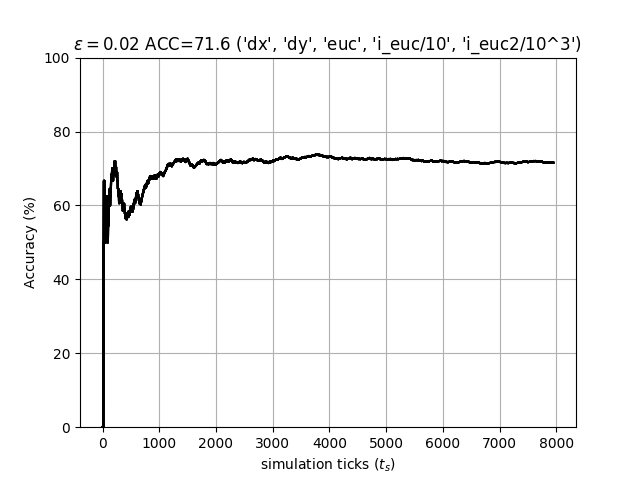 ε = 0.02 ACC=71.6 ('dx', 'dy', 'euc', 'i_euc/10', 'i_euc2/10^3')
100
80
60
40
20
0
Accuracy (%)
0 1000 2000 3000 4000 5000 6000 7000 8000
simulation ticks (tₛ)